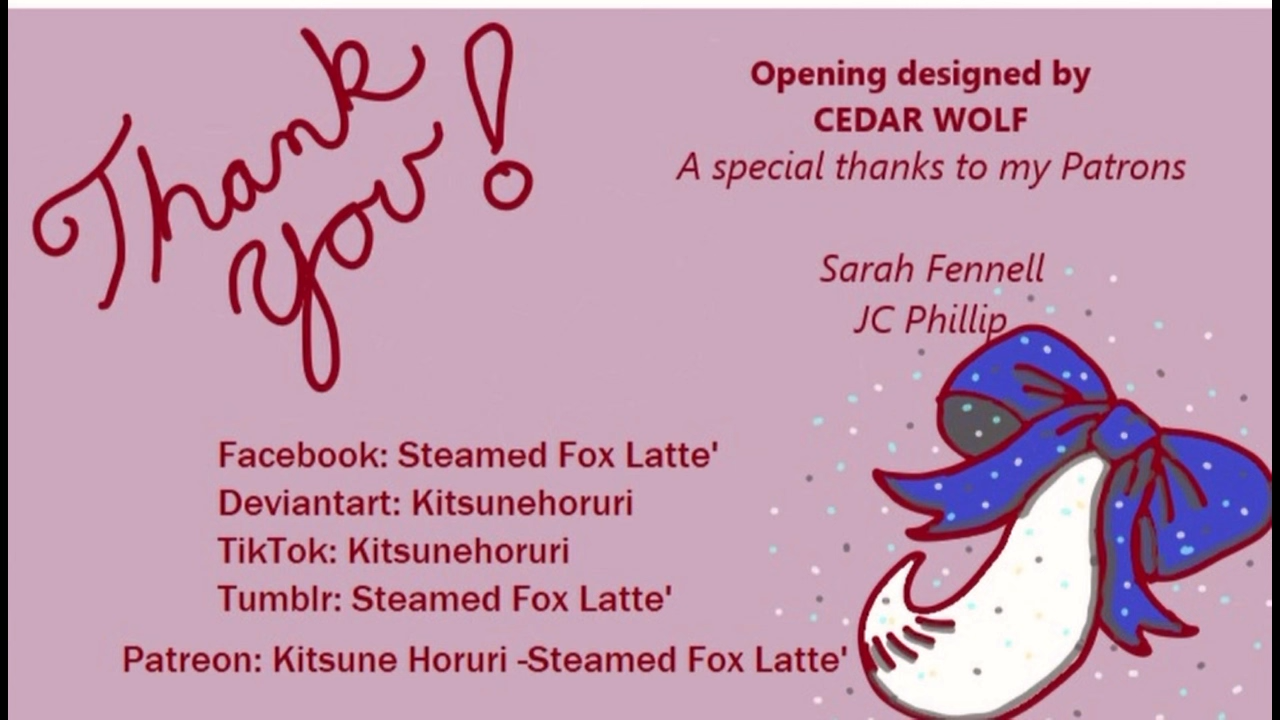 Thank
You!
Opening designed by
CEDAR WOLF
A special thanks to my Patrons
Sarah Fennell
JC Phillip
Facebook: Steamed Fox Latte'
Deviantart: Kitsunehoruri
TikTok: Kitsunehoruri
Tumblr: Steamed Fox Latte'
Patreon: Kitsune Horuri -Steamed Fox Latte'